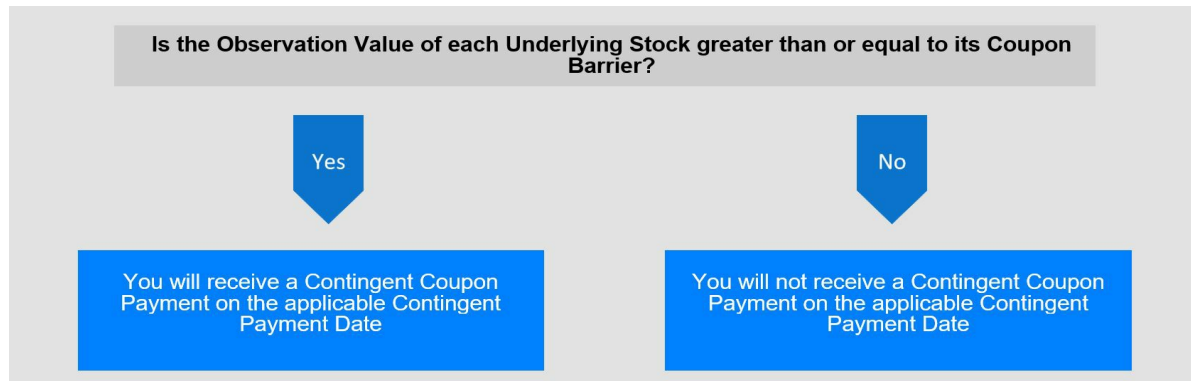 Is the Observation Value of each Underlying Stock greater than or equal to its Coupon
Barrier?
Yes
No
You will receive a Contingent Coupon
Payment on the applicable Contingent
Payment Date
You will not receive a Contingent Coupon
Payment on the applicable Contingent
Payment Date